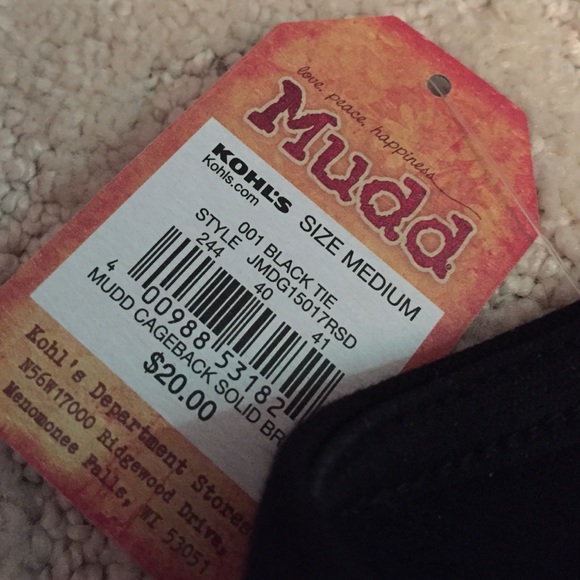 love. peace. happiness.
Mudd
KOHL'S
Kohls.com
SIZE MEDIUM
001 BLACK TIE
STYLE JMDG15017RSD
244 40 41
4 00988 53182
MUDD CAGEBACK SOLID BR
$20.00
Kohl's Department Stores
N56W17000 Ridgewood Drive,
Menomonee Falls, WI 53051